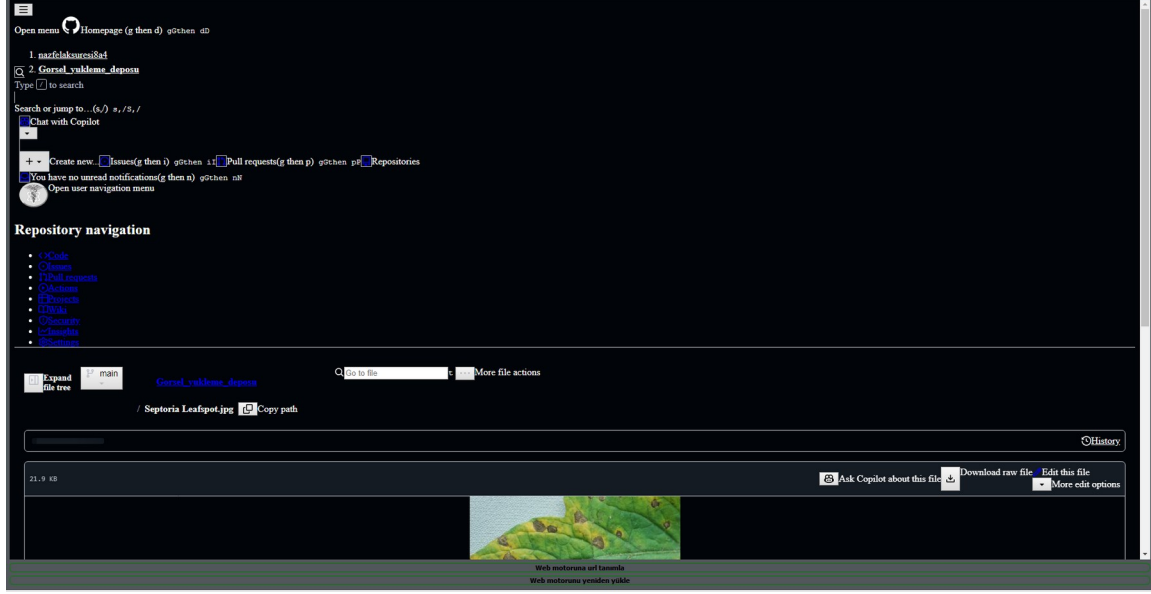 Open menu Homepage (g then d) gGthen dD
1. nazfelaksuresi8a4
2. Gorsel_yukleme_deposu
Type / to search
Search or jump to…(s,/) s,/S,/
Chat with Copilot
Create new... Issues(g then i) gGthen iI Pull requests(g then p) gGthen pP Repositories
You have no unread notifications(g then n) gGthen nN
Open user navigation menu
Repository navigation
Code
Issues
Pull requests
Actions
Projects
Wiki
Security
Insights
Settings
Expand file tree
main
Gorsel_yukleme_deposu
Go to file
t
More file actions
/ Septoria Leafspot.jpg Copy path
History
21.9 KB
Ask Copilot about this file
Download raw file
Edit this file
More edit options
Web motoruna url tanımla
Web motorunu yeniden yükle